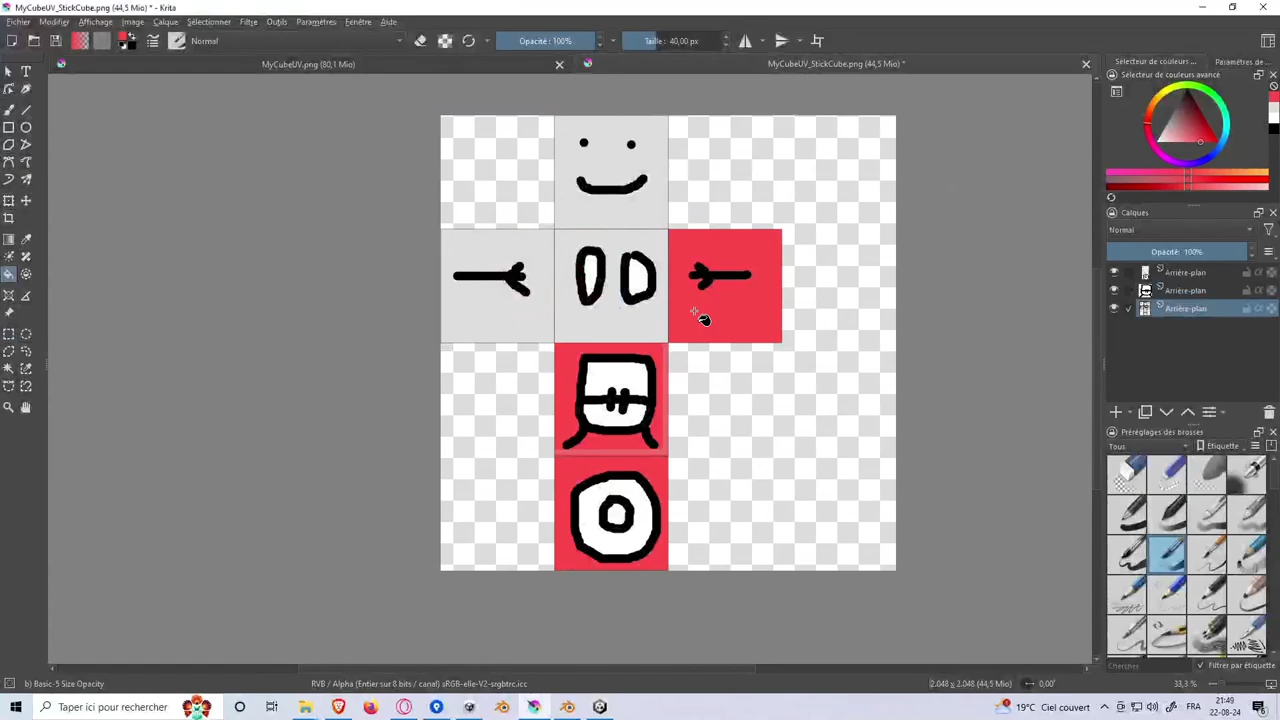 MyCubeUV_StickCube.png (44,5 Mio) * - Krita
Fichier Modifier Affichage Image Calque Sélectionner Filtre Outils Paramètres Fenêtre Aide
Normal Opacité : 100% Taille : 40,00 px
MyCubeUV.png (80,1 Mio) MyCubeUV_StickCube.png (44,5 Mio) *
Sélecteur de couleurs ... Paramètres de...
Sélecteur de couleurs avancé
Calques
Normal
Opacité: 100%
Arrière-plan
Arrière-plan
Arrière-plan
Préréglages des brosses
Tous Étiquette
Chercher Filtrer par étiquette
b) Basic-5 Size Opacity RVB / Alpha (Entier sur 8 bits / canal) sRGB-elle-V2-srgbtrc.icc 2.048 x 2.048 (44,5 Mio) 0,00° 33,3 %
Taper ici pour rechercher 19°C Ciel couvert FRA 21:49
22-08-24
6